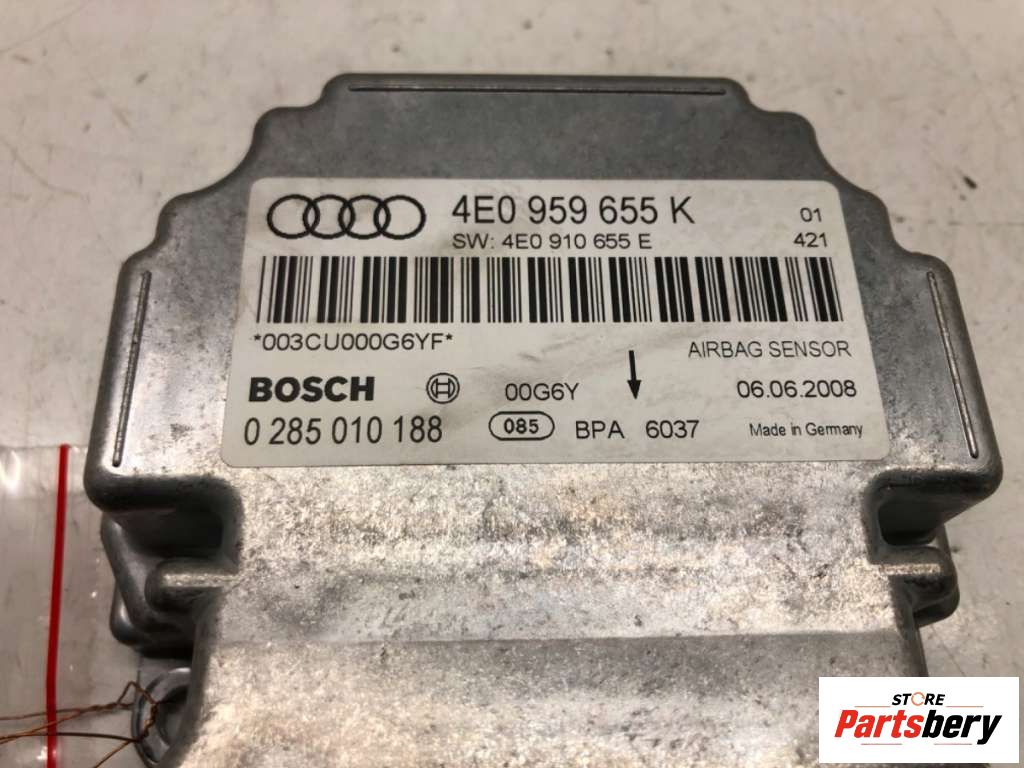 4E0 959 655 K 01
SW: 4E0 910 655 E 421
*003CU000G6YF*
AIRBAG SENSOR
BOSCH 00G6Y 06.06.2008
0 285 010 188 085 BPA 6037 Made in Germany
STORE
Partsbery